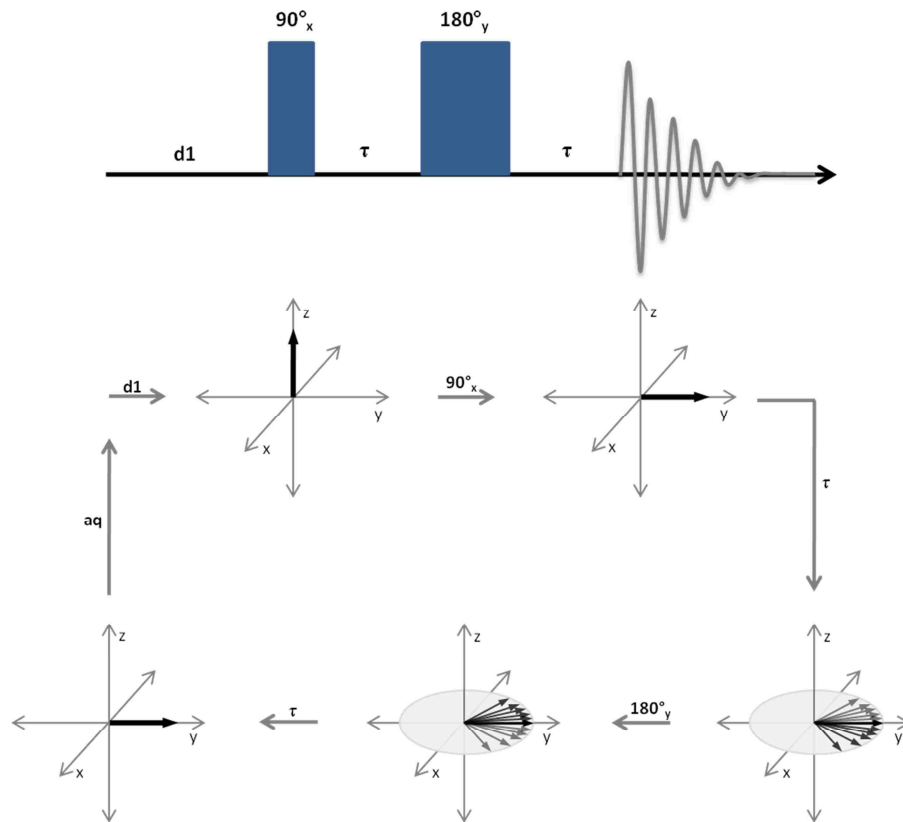 90°x 180°y
d1 τ τ
z z
d1 90°x
y y
x x
τ
aq
z z z
τ 180°y
y y y
x x x